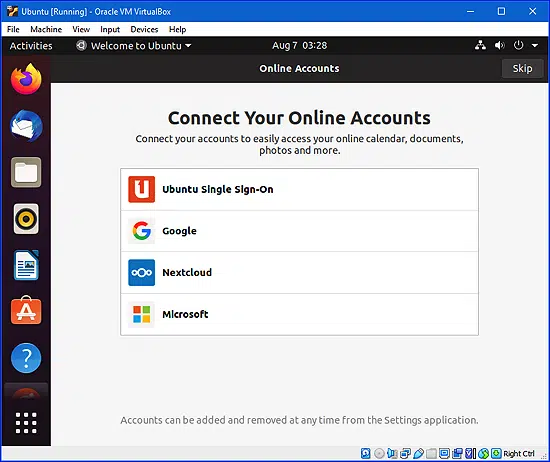 Ubuntu [Running] - Oracle VM VirtualBox
File Machine View Input Devices Help
Activities Welcome to Ubuntu Aug 7 03:28
Online Accounts Skip
Connect Your Online Accounts
Connect your accounts to easily access your online calendar, documents,
photos and more.
Ubuntu Single Sign-On
Google
Nextcloud
Microsoft
Accounts can be added and removed at any time from the Settings application.
Right Ctrl